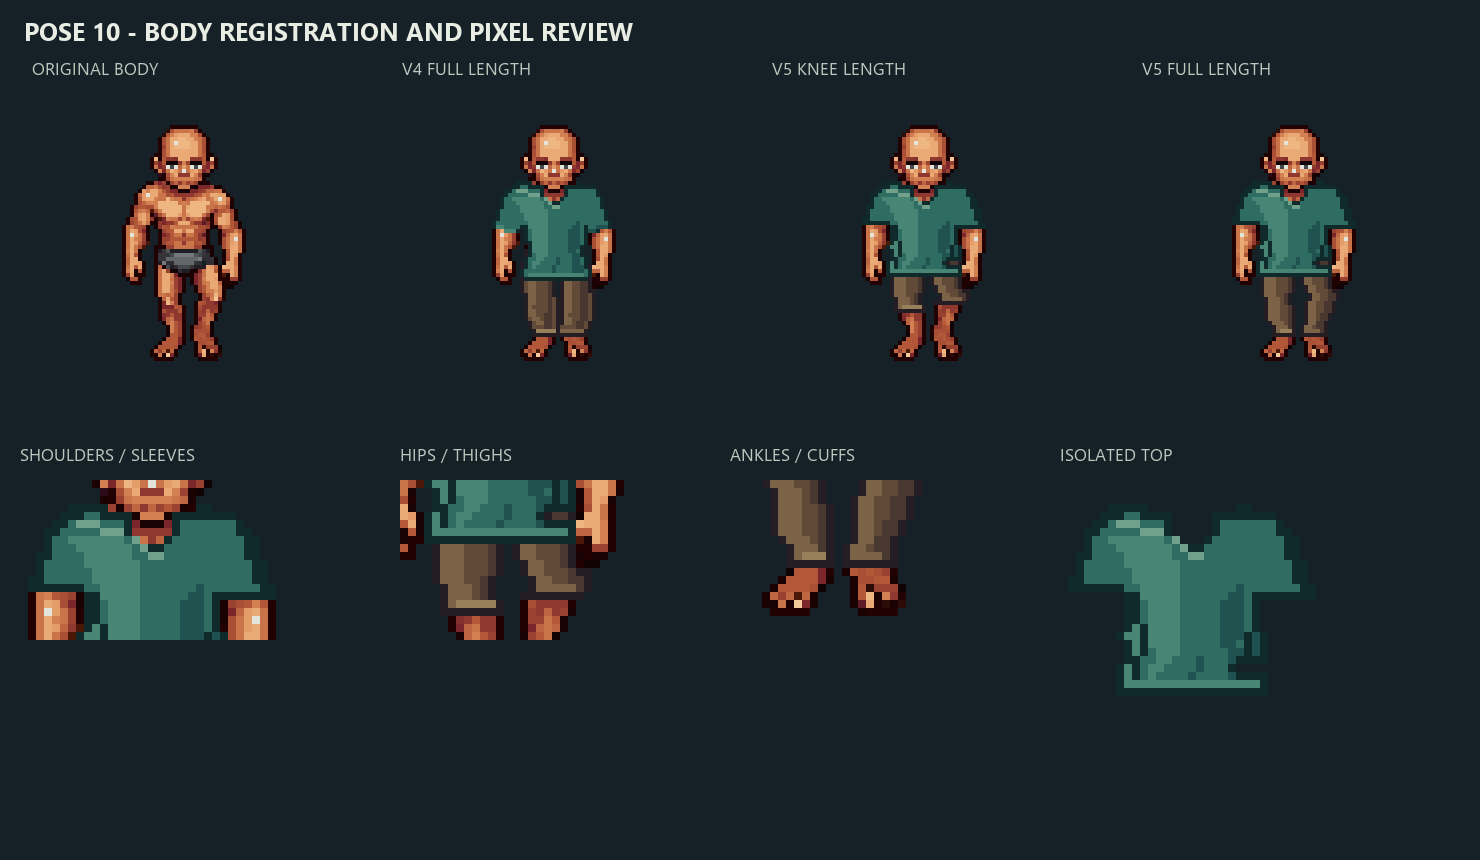 POSE 10 - BODY REGISTRATION AND PIXEL REVIEW
ORIGINAL BODY
V4 FULL LENGTH
V5 KNEE LENGTH
V5 FULL LENGTH
SHOULDERS / SLEEVES
HIPS / THIGHS
ANKLES / CUFFS
ISOLATED TOP